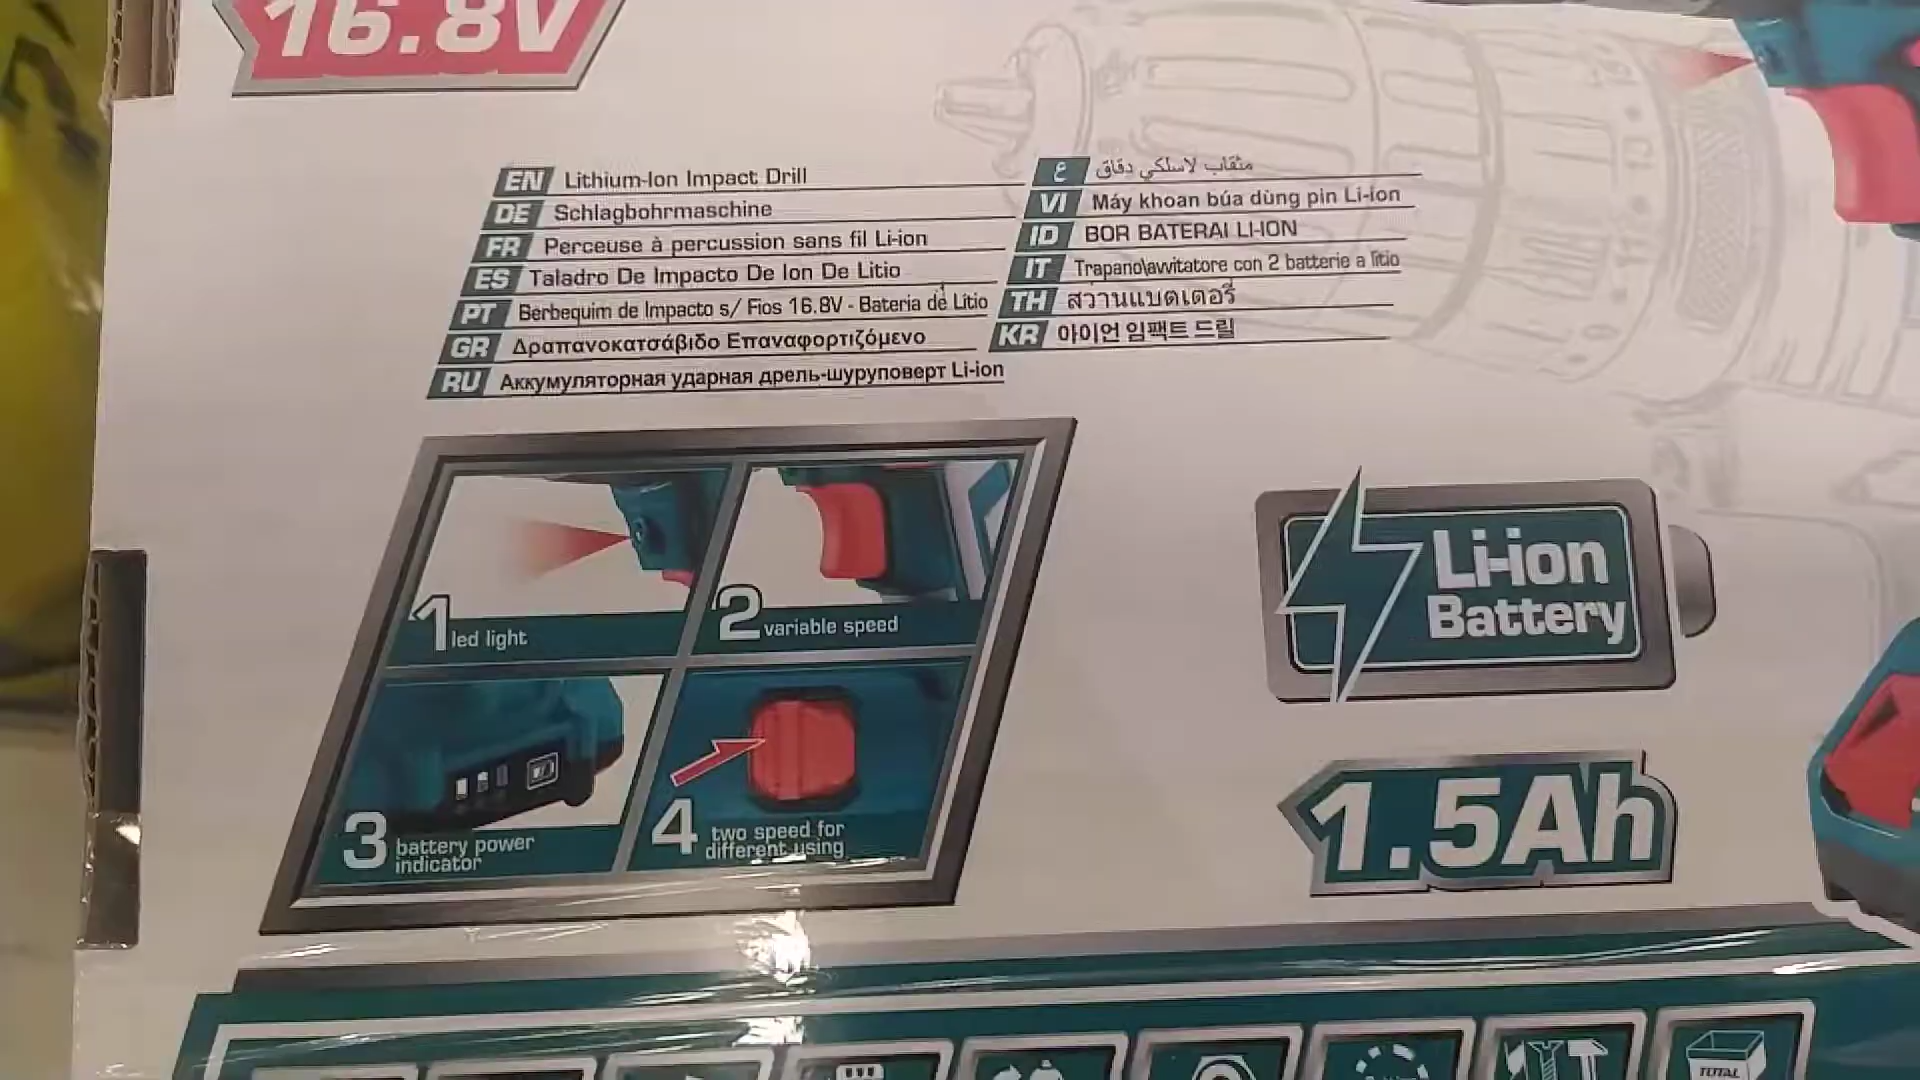 16.8V
EN Lithium-Ion Impact Drill
DE Schlagbohrmaschine
FR Perceuse à percussion sans fil Li-ion
ES Taladro De Impacto De Ion De Litio
PT Berbequim de Impacto s/ Fios 16.8V - Bateria de Litio
GR Δραπανοκατσάβιδο Επαναφορτιζόμενο
RU Аккумуляторная ударная дрель-шуруповерт Li-ion
ع مثقاب لاسلكي دقاق
VI Máy khoan búa dùng pin Li-ion
ID BOR BATERAI LI-ION
IT Trapano\avvitatore con 2 batterie a litio
TH สว่านแบตเตอรี่
KR 아이언 임팩트 드릴
1 led light
2 variable speed
3 battery power
indicator
4 two speed for
different using
Li-ion
Battery
1.5Ah
TOTAL